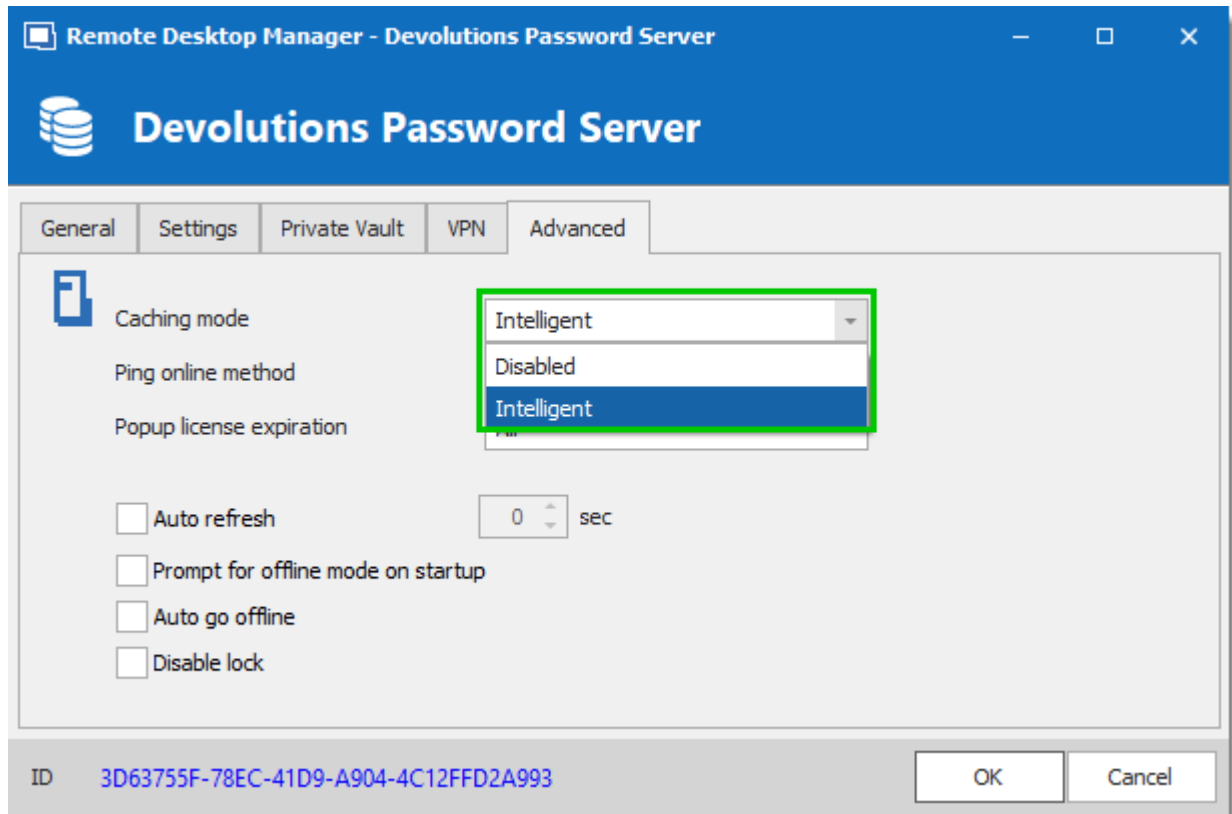 Remote Desktop Manager - Devolutions Password Server
Devolutions Password Server
General Settings Private Vault VPN Advanced
Caching mode Intelligent
Disabled
Ping online method
Intelligent
Popup license expiration All
Auto refresh 0 sec
Prompt for offline mode on startup
Auto go offline
Disable lock
ID 3D63755F-78EC-41D9-A904-4C12FFD2A993 OK Cancel